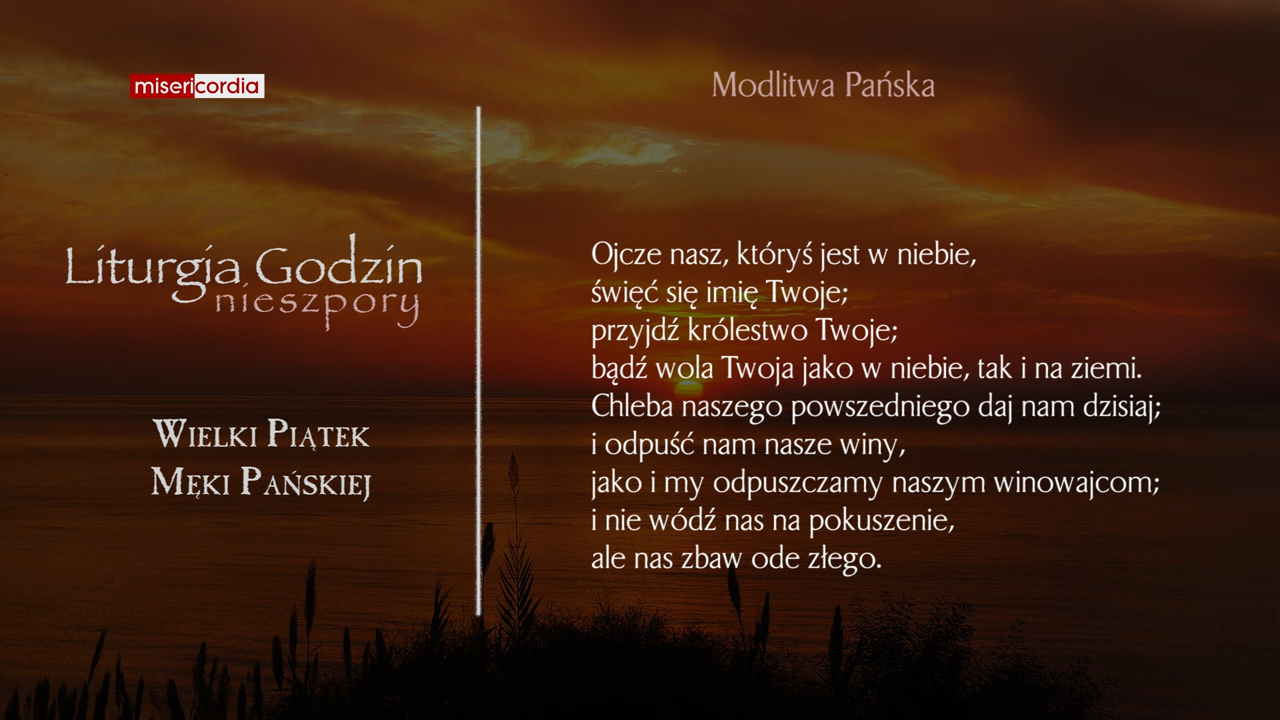 misericordia
Liturgia Godzin
nieszpory
Wielki Piątek
Męki Pańskiej
Modlitwa Pańska
Ojcze nasz, któryś jest w niebie,
święć się imię Twoje;
przyjdź królestwo Twoje;
bądź wola Twoja jako w niebie, tak i na ziemi.
Chleba naszego powszedniego daj nam dzisiaj;
i odpuść nam nasze winy,
jako i my odpuszczamy naszym winowajcom;
i nie wódź nas na pokuszenie,
ale nas zbaw ode złego.